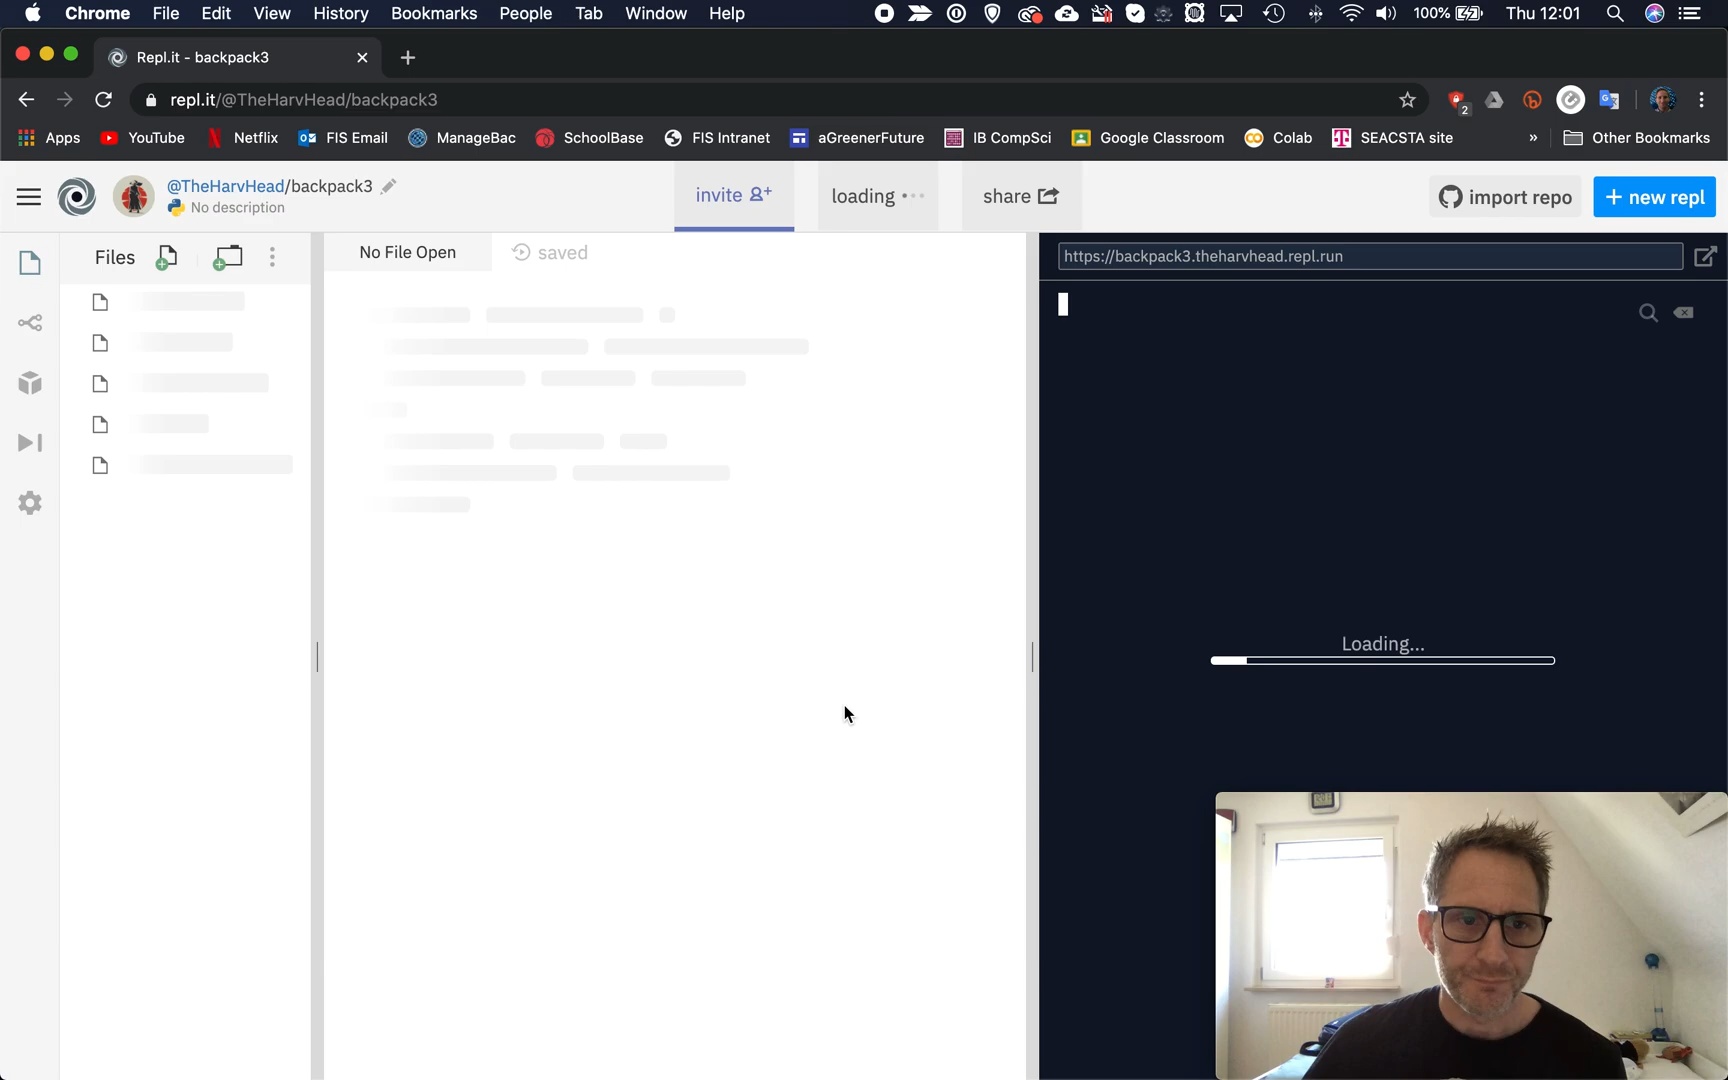 Chrome File Edit View History Bookmarks People Tab Window Help 100% Thu 12:01
Repl.it - backpack3
repl.it/@TheHarvHead/backpack3 2
Apps YouTube Netflix FIS Email ManageBac SchoolBase FIS Intranet aGreenerFuture IB CompSci Google Classroom Colab SEACSTA site » Other Bookmarks
@TheHarvHead/backpack3
No description
invite loading ··· share import repo + new repl
Files No File Open saved https://backpack3.theharvhead.repl.run
Loading...